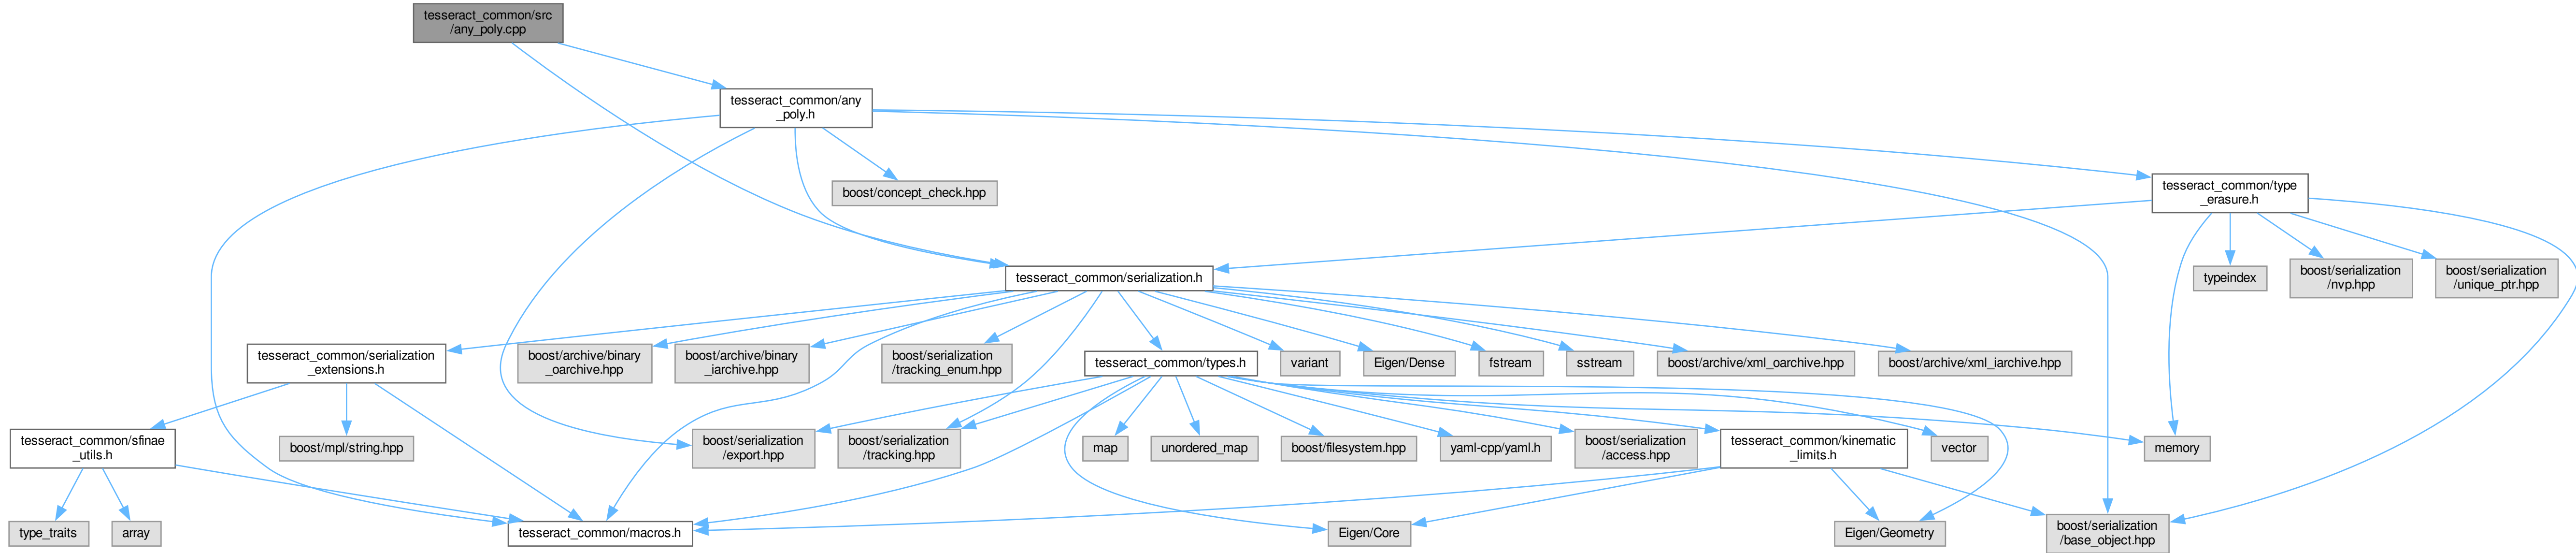 tesseract_common/src
/any_poly.cpp
tesseract_common/any
_poly.h
boost/concept_check.hpp
tesseract_common/type
_erasure.h
tesseract_common/serialization.h
typeindex
boost/serialization
/nvp.hpp
boost/serialization
/unique_ptr.hpp
tesseract_common/serialization
_extensions.h
boost/archive/binary
_oarchive.hpp
boost/archive/binary
_iarchive.hpp
boost/serialization
/tracking_enum.hpp
tesseract_common/types.h
variant
Eigen/Dense
fstream
sstream
boost/archive/xml_oarchive.hpp
boost/archive/xml_iarchive.hpp
tesseract_common/sfinae
_utils.h
boost/mpl/string.hpp
boost/serialization
/export.hpp
boost/serialization
/tracking.hpp
map
unordered_map
boost/filesystem.hpp
yaml-cpp/yaml.h
boost/serialization
/access.hpp
tesseract_common/kinematic
_limits.h
vector
memory
type_traits
array
tesseract_common/macros.h
Eigen/Core
Eigen/Geometry
boost/serialization
/base_object.hpp